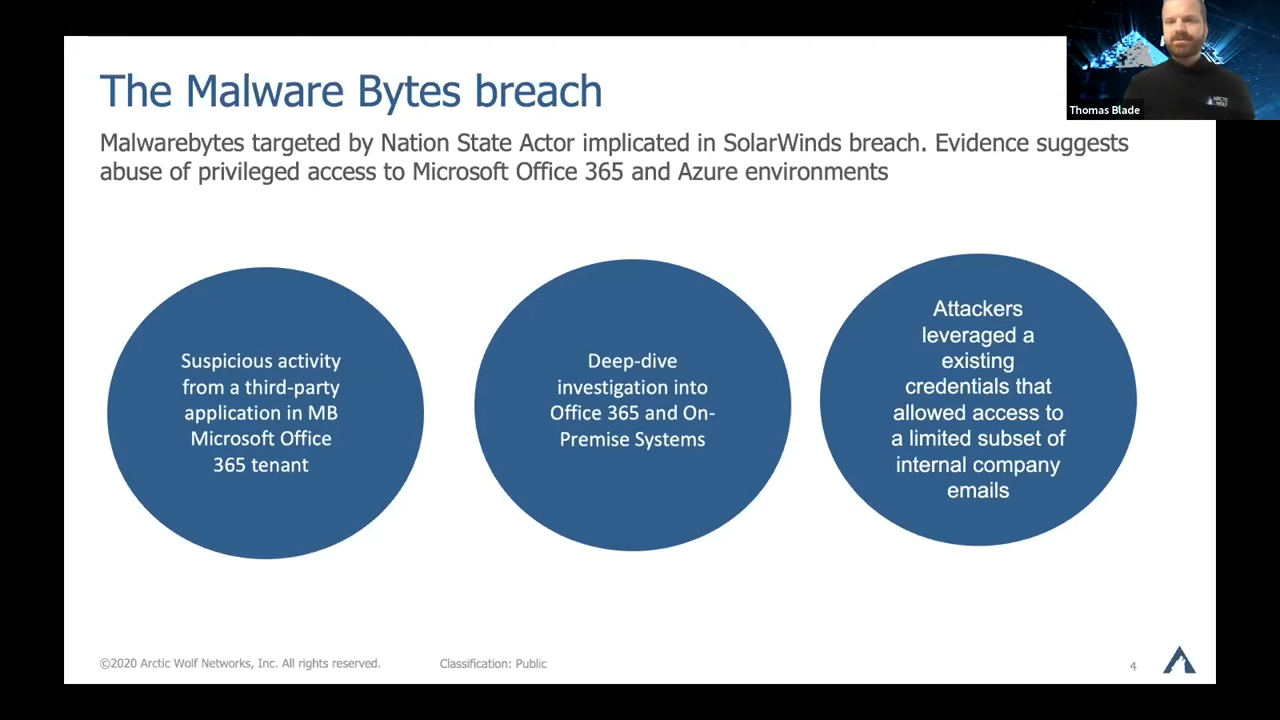 The Malware Bytes breach
Malwarebytes targeted by Nation State Actor implicated in SolarWinds breach. Evidence suggests
abuse of privileged access to Microsoft Office 365 and Azure environments
Thomas Blade
ARCTIC
WOLF
Suspicious activity
from a third-party
application in MB
Microsoft Office
365 tenant
Deep-dive
investigation into
Office 365 and On-
Premise Systems
Attackers
leveraged a
existing
credentials that
allowed access to
a limited subset of
internal company
emails
©2020 Arctic Wolf Networks, Inc. All rights reserved.
Classification: Public
4